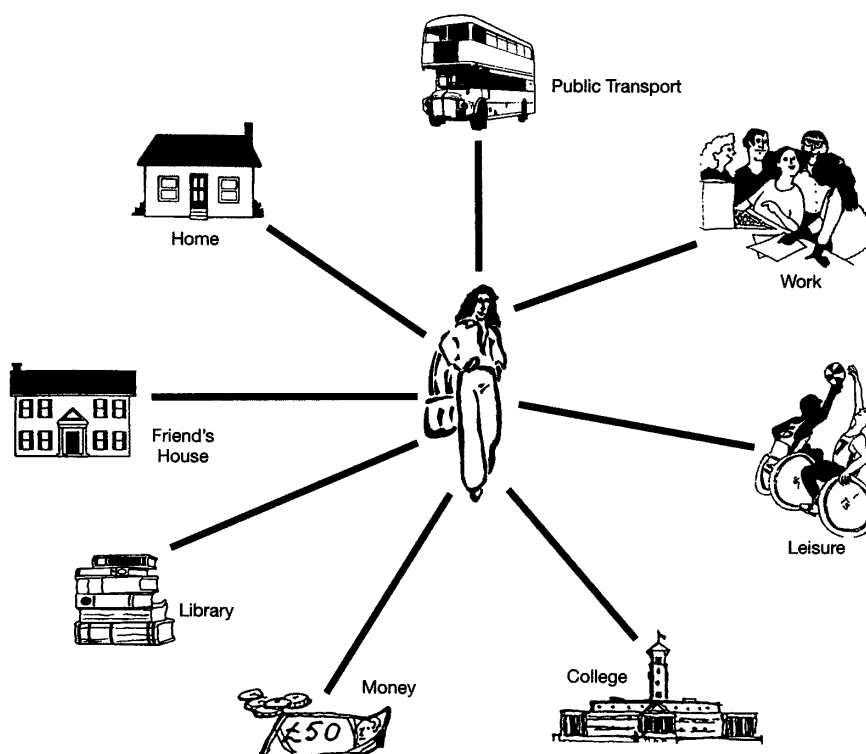 Public Transport
Home
Work
Friend's
House
Leisure
Library
College
Money
£50